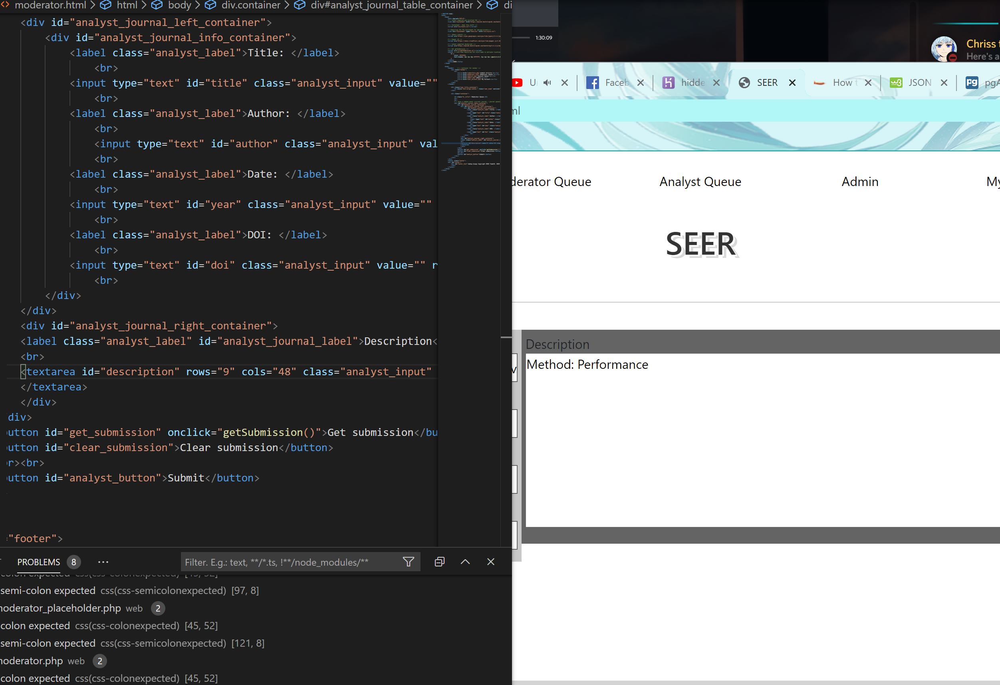 moderator.html > html > body > div.container > div#analyst_journal_table_container > di
<div id="analyst_journal_left_container">
<div id="analyst_journal_info_container">
<label class="analyst_label">Title: </label>
<br>
<input type="text" id="title" class="analyst_input" value=""
<br>
<label class="analyst_label">Author: </label>
<br>
<input type="text" id="author" class="analyst_input" val
<br>
<label class="analyst_label">Date: </label>
<br>
<input type="text" id="year" class="analyst_input" value=""
<br>
<label class="analyst_label">DOI: </label>
<br>
<input type="text" id="doi" class="analyst_input" value="" r
<br>
</div>
</div>
<div id="analyst_journal_right_container">
<label class="analyst_label" id="analyst_journal_label">Description<
<br>
<textarea id="description" rows="9" cols="48" class="analyst_input"
</textarea>
</div>
div>
utton id="get_submission" onclick="getSubmission()">Get submission</bu
utton id="clear_submission">Clear submission</button>
r><br>
utton id="analyst_button">Submit</button>
="footer">
PROBLEMS 8 ...
Filter. E.g.: text, **/*.ts, !**/node_modules/**
colon expected css(css-colonexpected) [45, 52]
semi-colon expected css(css-semicolonexpected) [97, 8]
moderator_placeholder.php web 2
colon expected css(css-colonexpected) [45, 52]
semi-colon expected css(css-semicolonexpected) [121, 8]
moderator.php web 2
colon expected css(css-colonexpected) [45, 52]
1:30:09
Chriss t
Here's a
U
Faceb
hidde
SEER
How t
JSON
pgA
ml
derator Queue
Analyst Queue
Admin
My
SEER
Description
Method: Performance
v